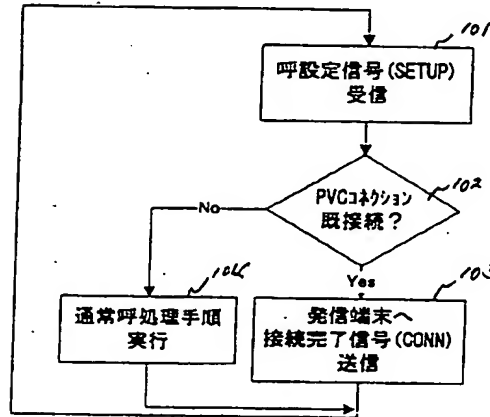 101
呼設定信号(SETUP)
受信
102
PVCコネクション
既接続?
No
Yes
104
通常呼処理手順
実行
103
発信端末へ
接続完了信号(CONN)
送信